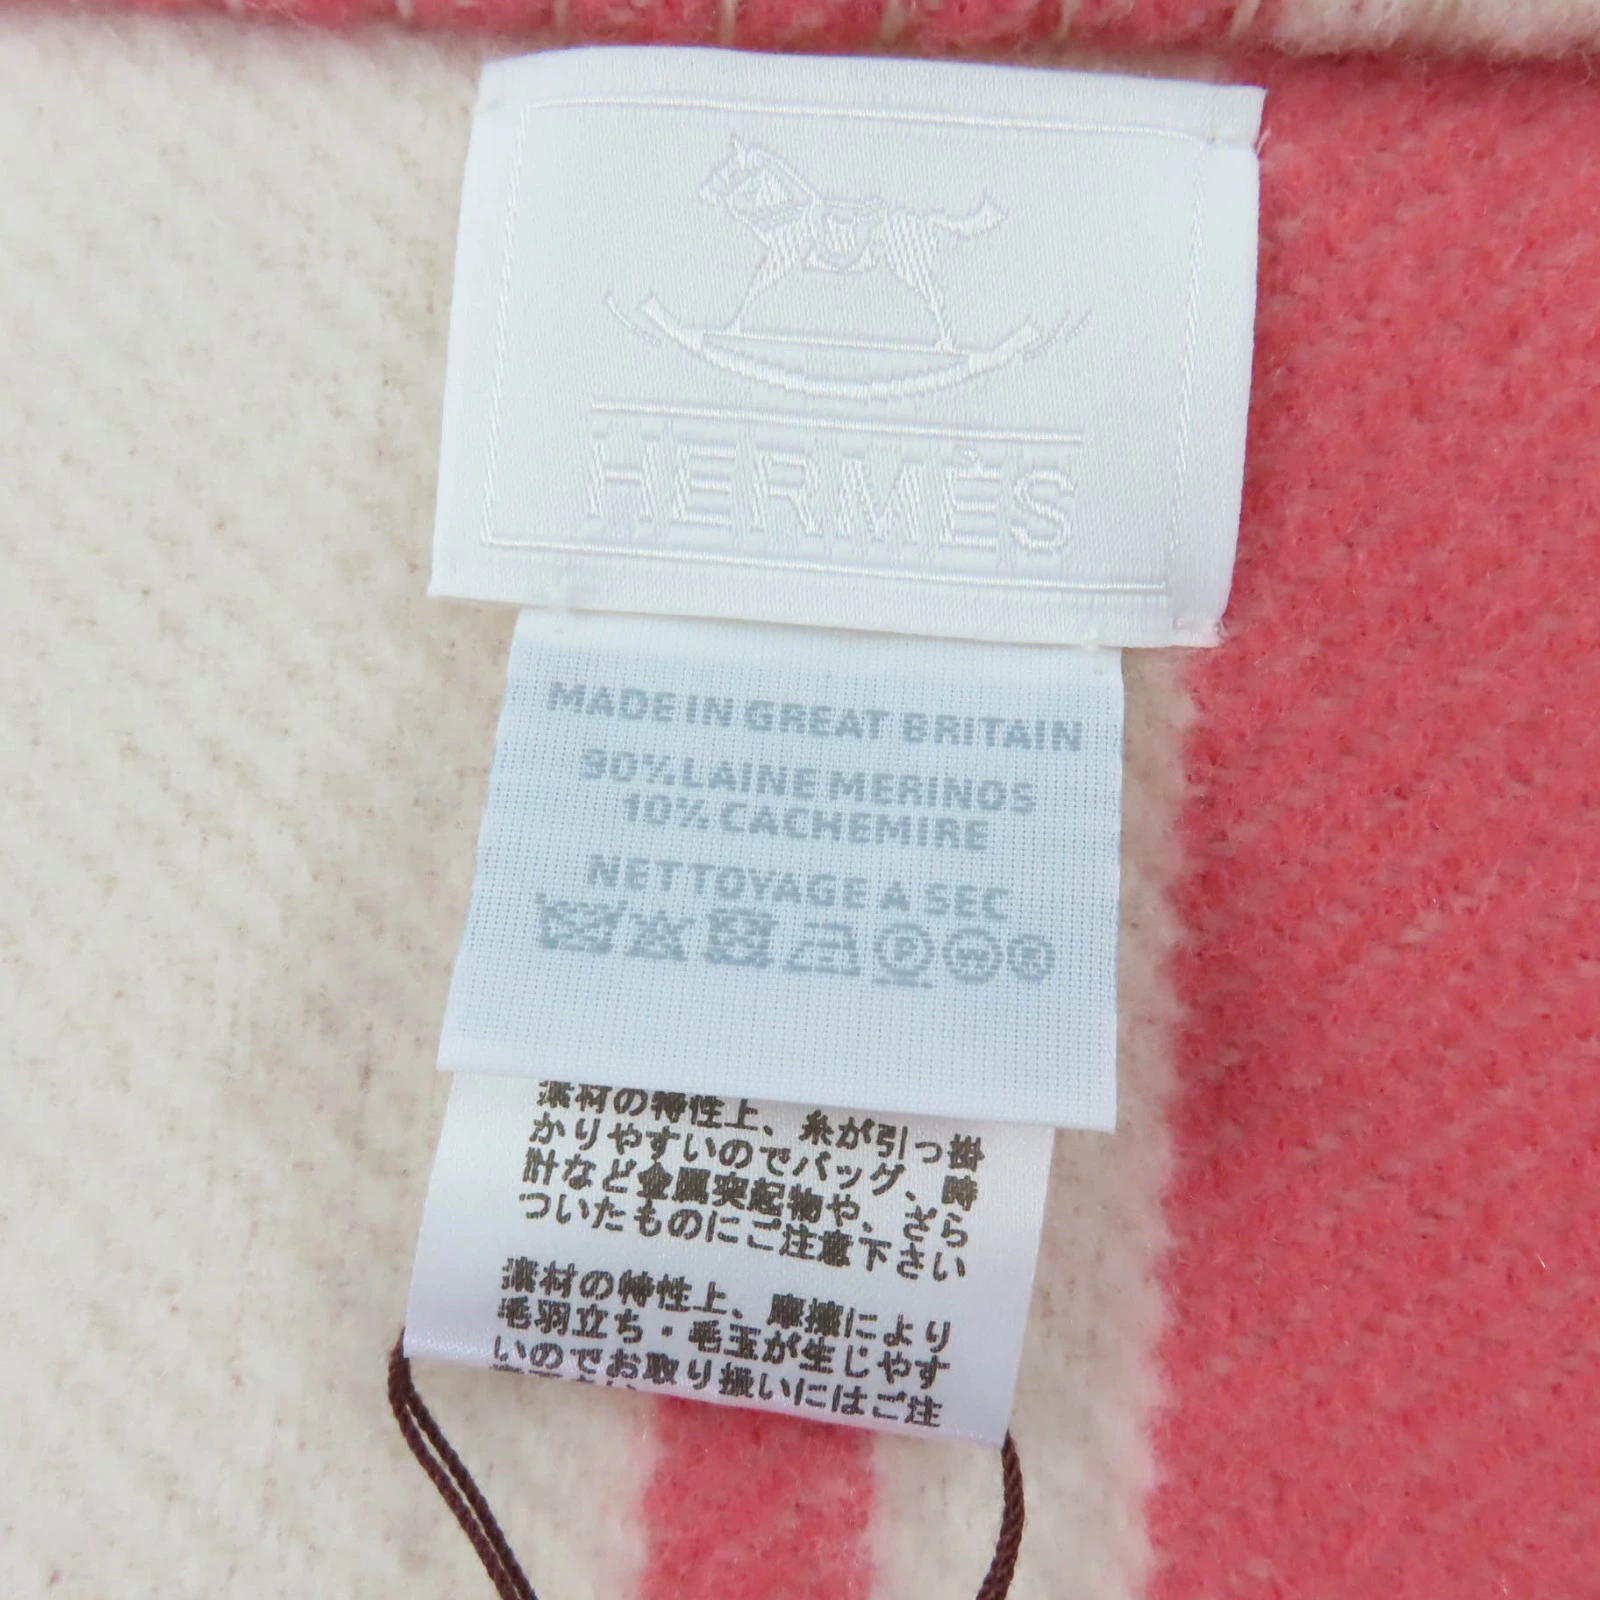 HERMÈS
MADE IN GREAT BRITAIN
90% LAINE MERINOS
10% CACHEMIRE
NETTOYAGE A SEC
P W R
素材の特性上、糸が引っ掛
かりやすいのでバッグ、時
計など金属突起物や、ざら
ついたものにご注意下さい
素材の特性上、摩擦により
毛羽立ち・毛玉が生じやす
いのでお取り扱いにはご注